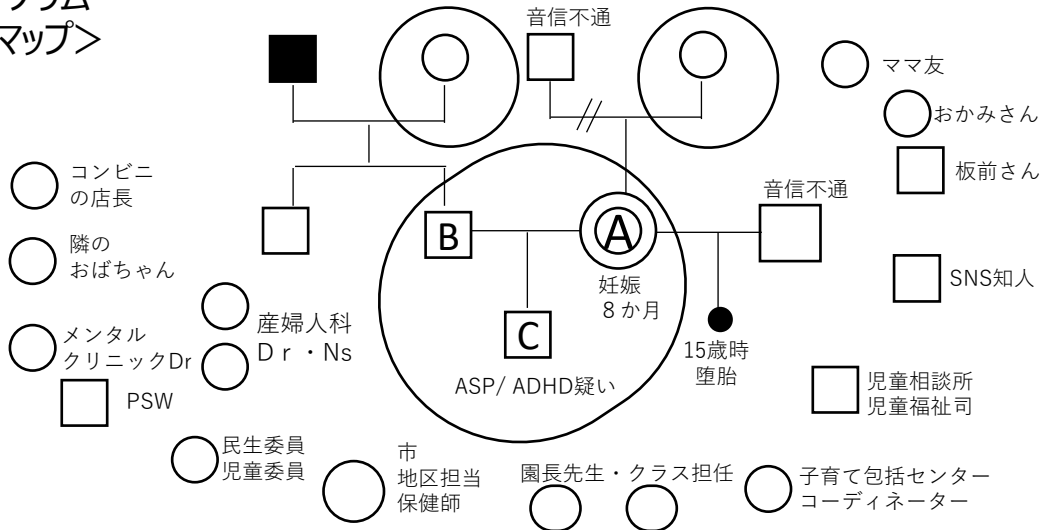 マップ＞
音信不通
ママ友
おかみさん
板前さん
コンビニ
の店長
音信不通
隣の
おばちゃん
B
A
SNS知人
妊娠
８か月
メンタル
クリニックDr
産婦人科
Ｄｒ・Ns
C
15歳時
堕胎
ASP/ ADHD疑い
児童相談所
児童福祉司
PSW
民生委員
児童委員
市
地区担当
保健師
園長先生・クラス担任
子育て包括センター
コーディネーター